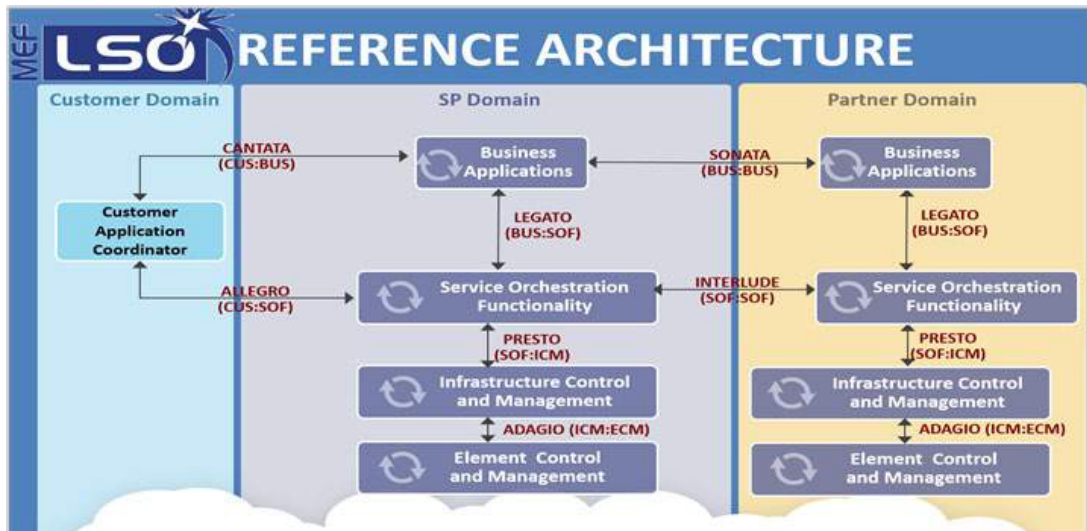 MEF
LSO
REFERENCE ARCHITECTURE
Customer Domain
SP Domain
Partner Domain
CANTATA
(CUS:BUS)
Business
Applications
SONATA
(BUS:BUS)
Business
Applications
Customer
Application
Coordinator
LEGATO
(BUS:SOF)
LEGATO
(BUS:SOF)
ALLEGRO
(CUS:SOF)
Service Orchestration
Functionality
INTERLUDE
(SOF:SOF)
Service Orchestration
Functionality
PRESTO
(SOF:ICM)
PRESTO
(SOF:ICM)
Infrastructure Control
and Management
Infrastructure Control
and Management
ADAGIO (ICM:ECM)
ADAGIO (ICM:ECM)
Element Control
and Management
Element Control
and Management